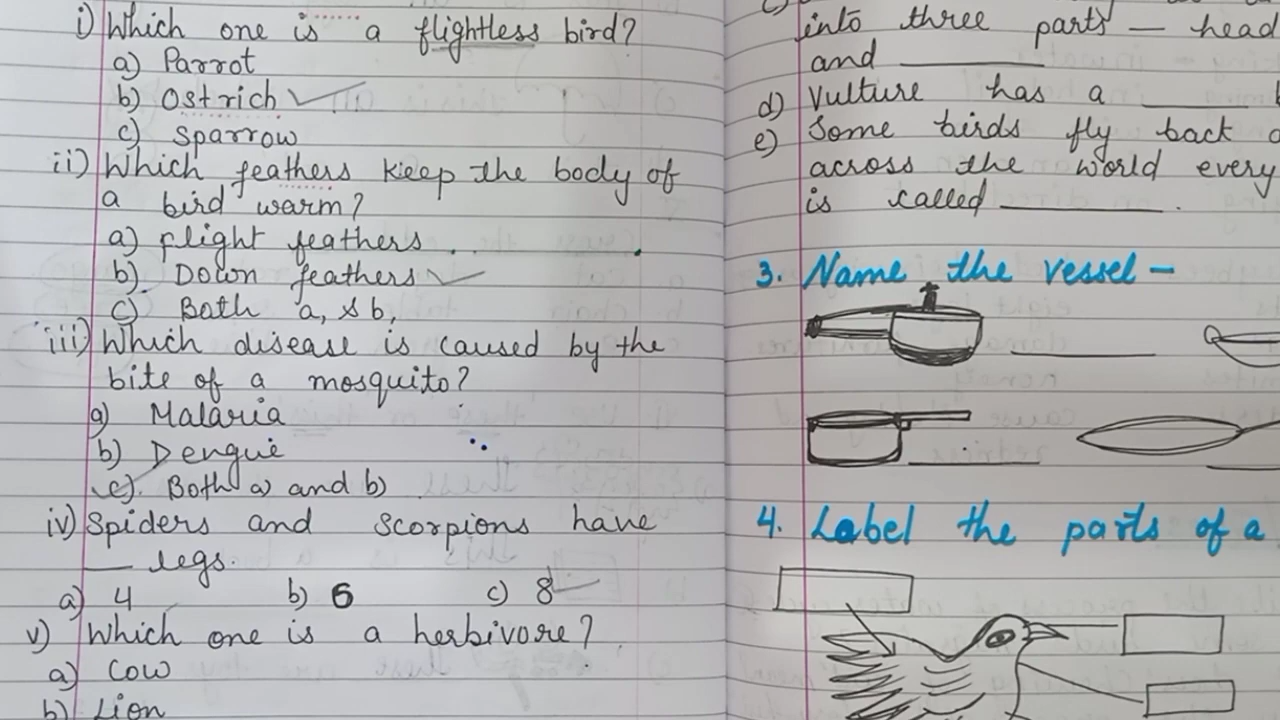 i) Which one is a flightless bird?
a) Parrot
b) Ostrich
c) Sparrow
ii) Which feathers keep the body of
a bird warm?
a) flight feathers
b) Down feathers
c) Both a, & b,
iii) Which disease is caused by the
bite of a mosquito?
a) Malaria
b) Dengue
c) Both a) and b)
iv) Spiders and Scorpions have
___ legs.
a) 4 b) 6 c) 8
v) Which one is a herbivore?
a) Cow
b) Lion
into three parts — head
and ______
d) Vulture has a ______
e) Some birds fly back
across the world every
is called ______.
3. Name the vessel —
4. Label the parts of a